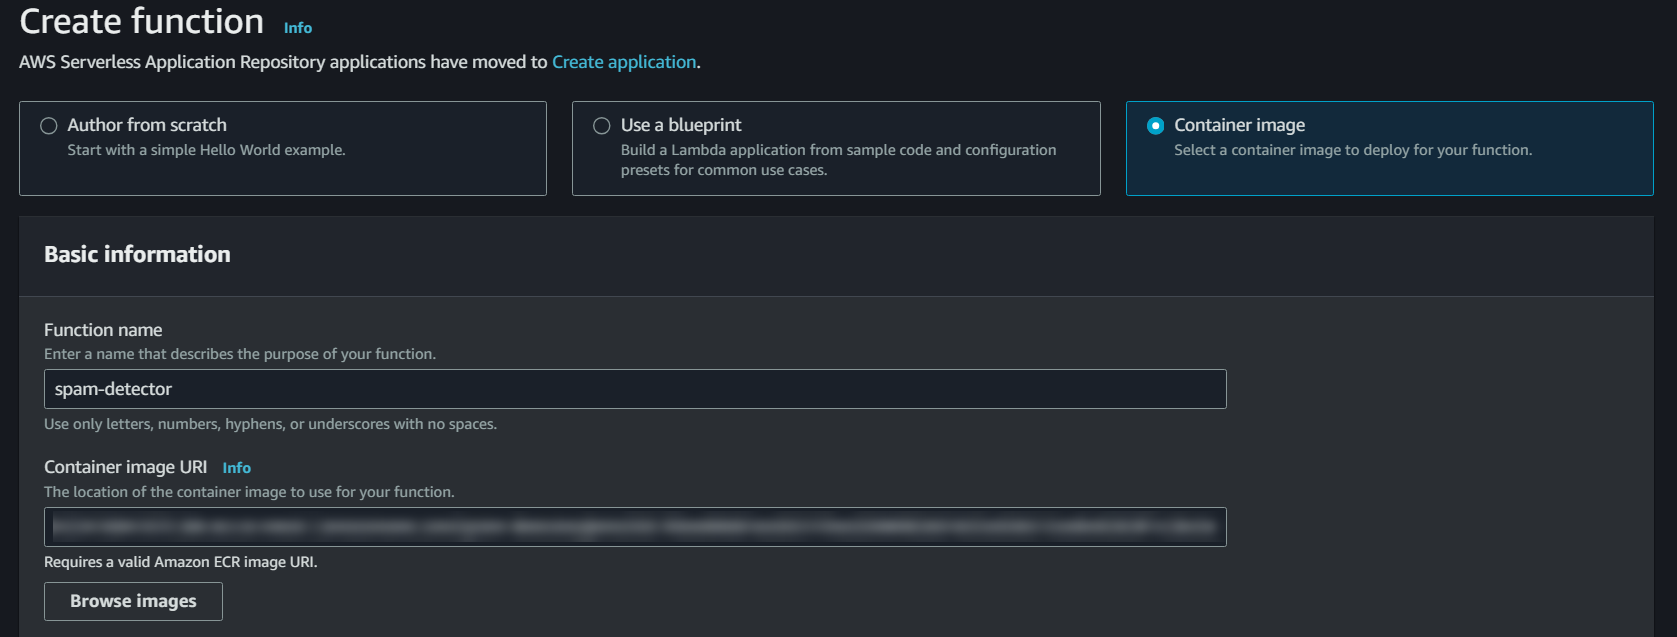 Create function Info
AWS Serverless Application Repository applications have moved to Create application.
Author from scratch
Start with a simple Hello World example.
Use a blueprint
Build a Lambda application from sample code and configuration
presets for common use cases.
Container image
Select a container image to deploy for your function.
Basic information
Function name
Enter a name that describes the purpose of your function.
spam-detector
Use only letters, numbers, hyphens, or underscores with no spaces.
Container image URI Info
The location of the container image to use for your function.
Requires a valid Amazon ECR image URI.
Browse images